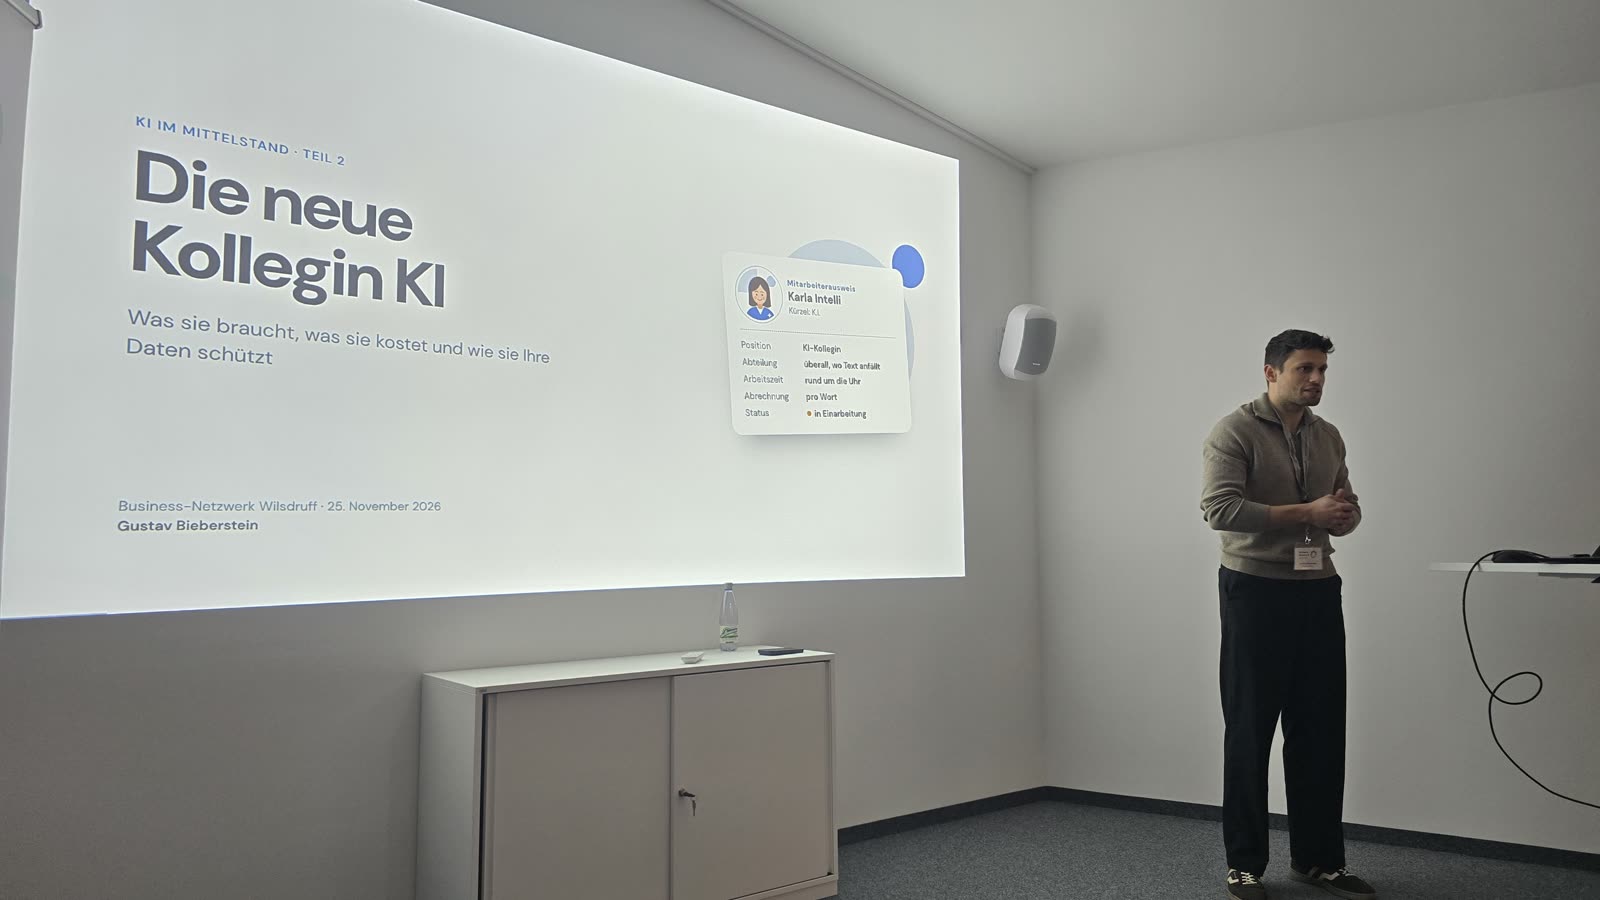 KI IM MITTELSTAND · TEIL 2
Die neue
Kollegin KI
Was sie braucht, was sie kostet und wie sie Ihre
Daten schützt
Mitarbeiterausweis
Karla Intelli
Kürzel: K.I.
Position KI-Kollegin
Abteilung überall, wo Text anfällt
Arbeitszeit rund um die Uhr
Abrechnung pro Wort
Status in Einarbeitung
Business-Netzwerk Wilsdruff · 25. November 2026
Gustav Bieberstein